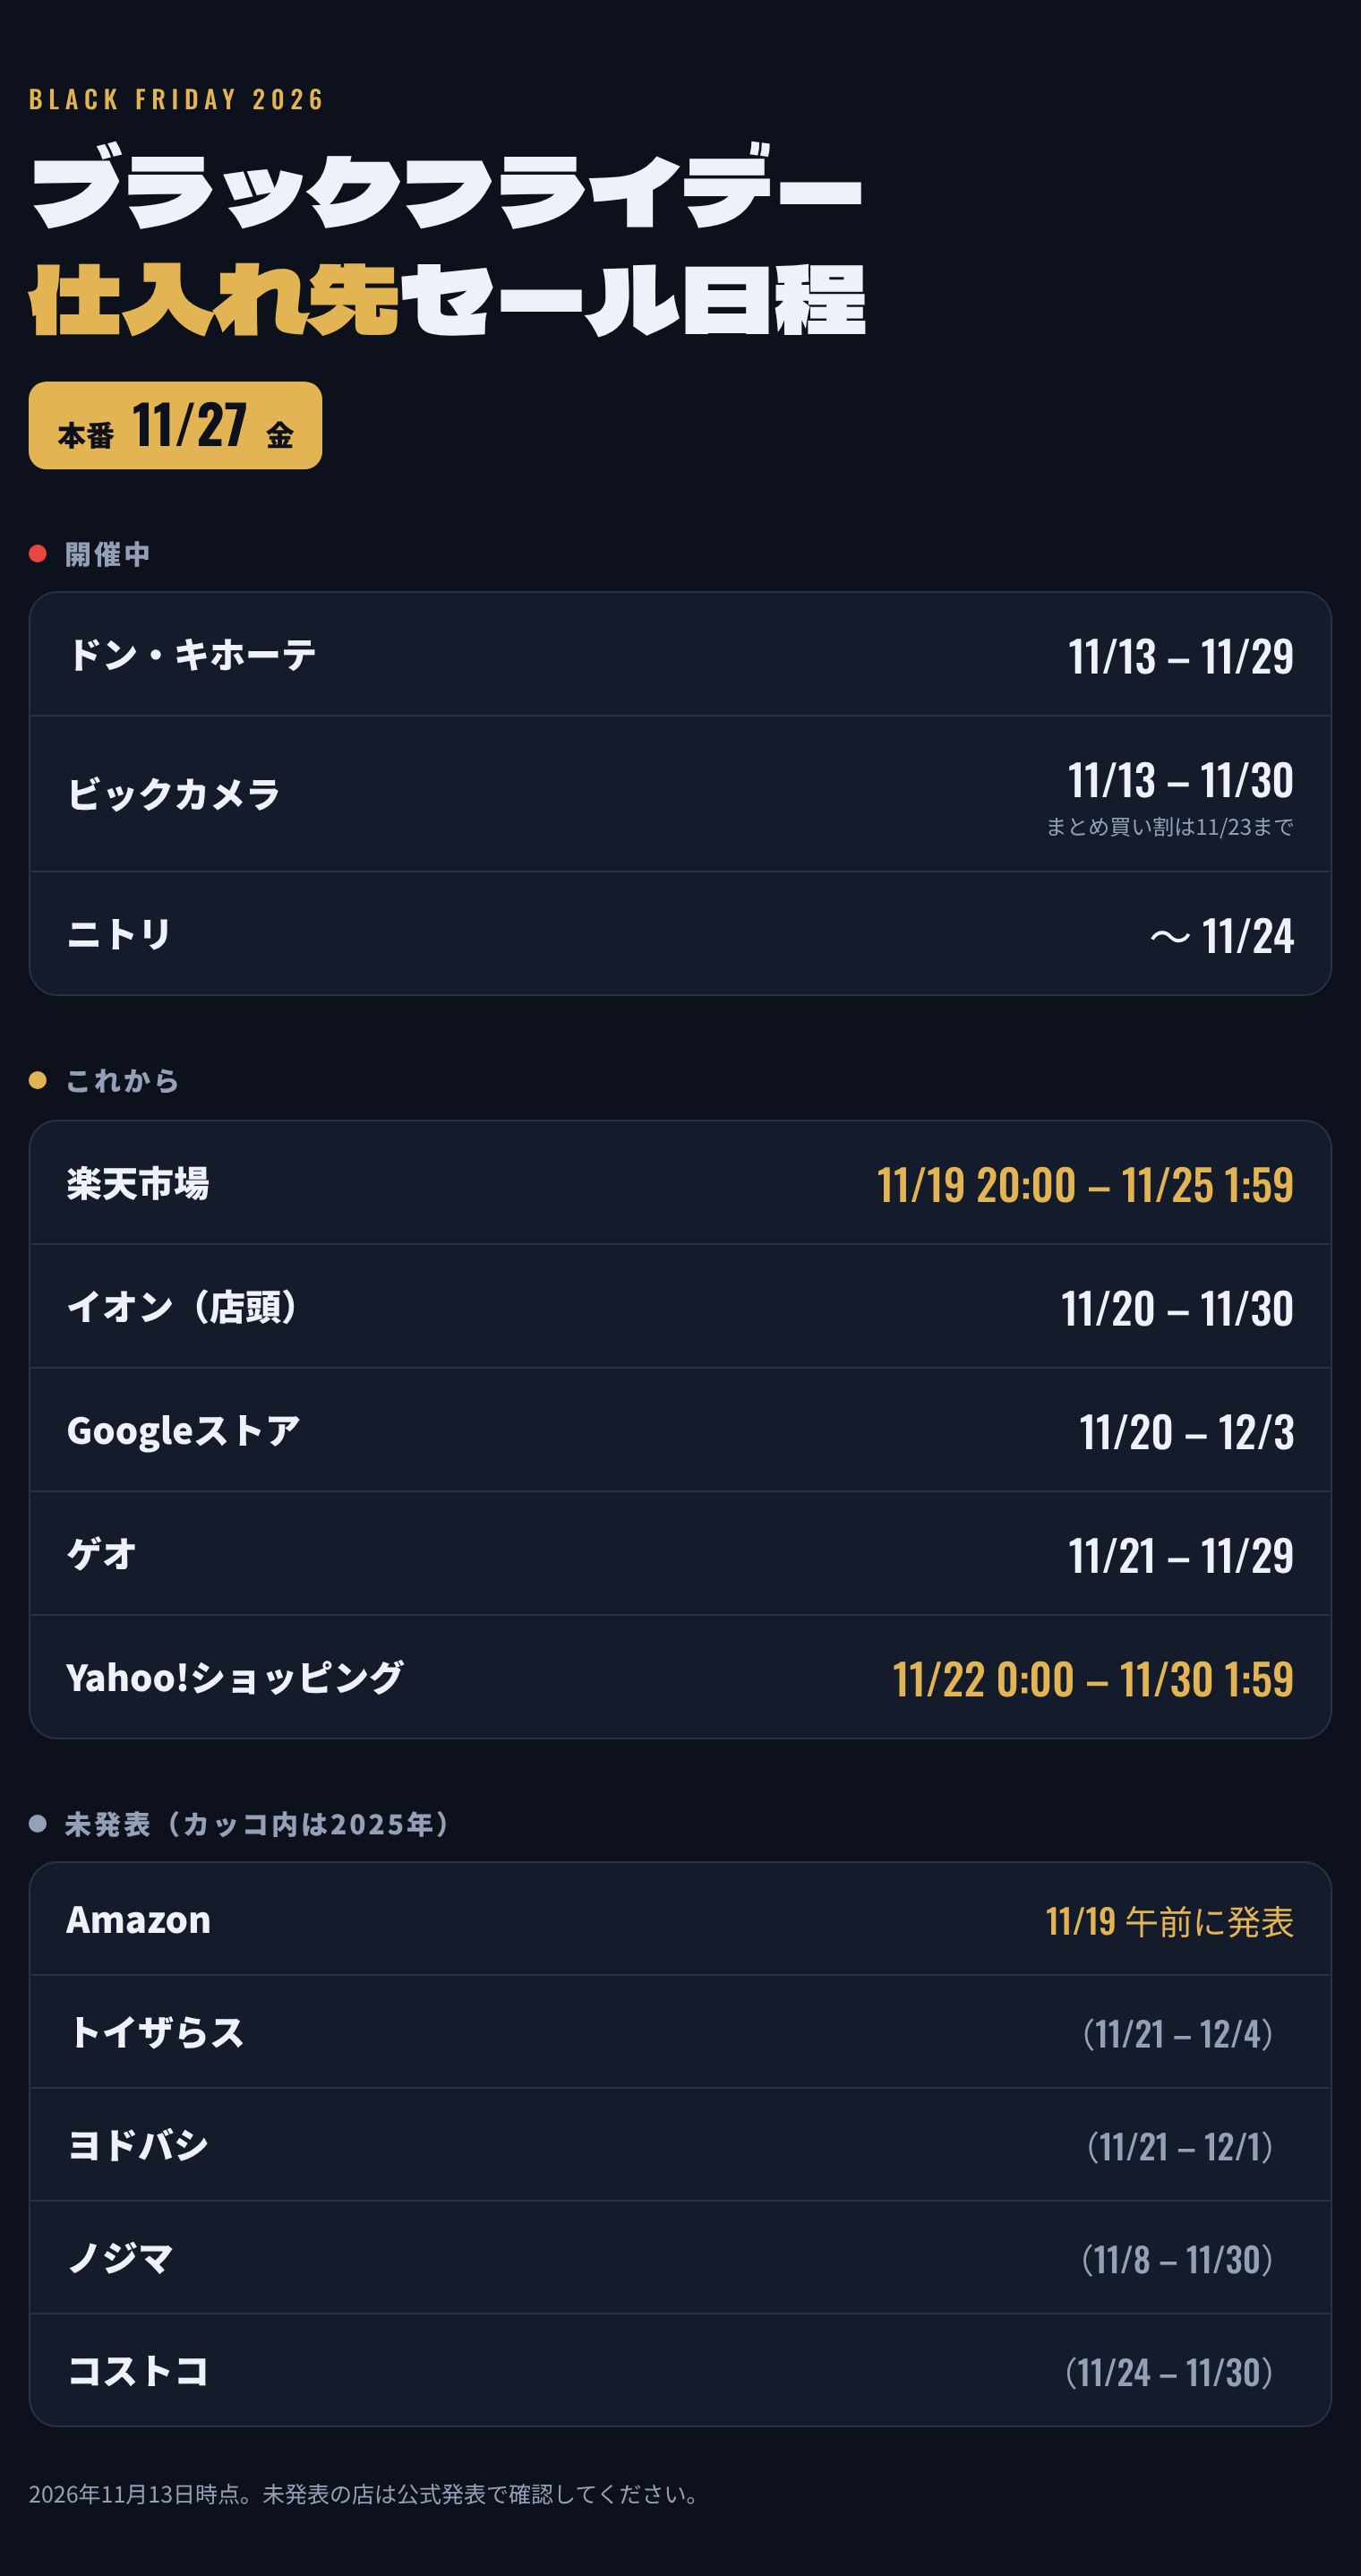 BLACK FRIDAY 2026
ブラックフライデー
仕入れ先セール日程
本番 11/27 金
開催中
ドン・キホーテ 11/13 – 11/29
ビックカメラ 11/13 – 11/30
まとめ買い割は11/23まで
ニトリ 〜 11/24
これから
楽天市場 11/19 20:00 – 11/25 1:59
イオン（店頭） 11/20 – 11/30
Googleストア 11/20 – 12/3
ゲオ 11/21 – 11/29
Yahoo!ショッピング 11/22 0:00 – 11/30 1:59
未発表（カッコ内は2025年）
Amazon 11/19 午前に発表
トイザらス （11/21 – 12/4）
ヨドバシ （11/21 – 12/1）
ノジマ （11/8 – 11/30）
コストコ （11/24 – 11/30）
2026年11月13日時点。未発表の店は公式発表で確認してください。